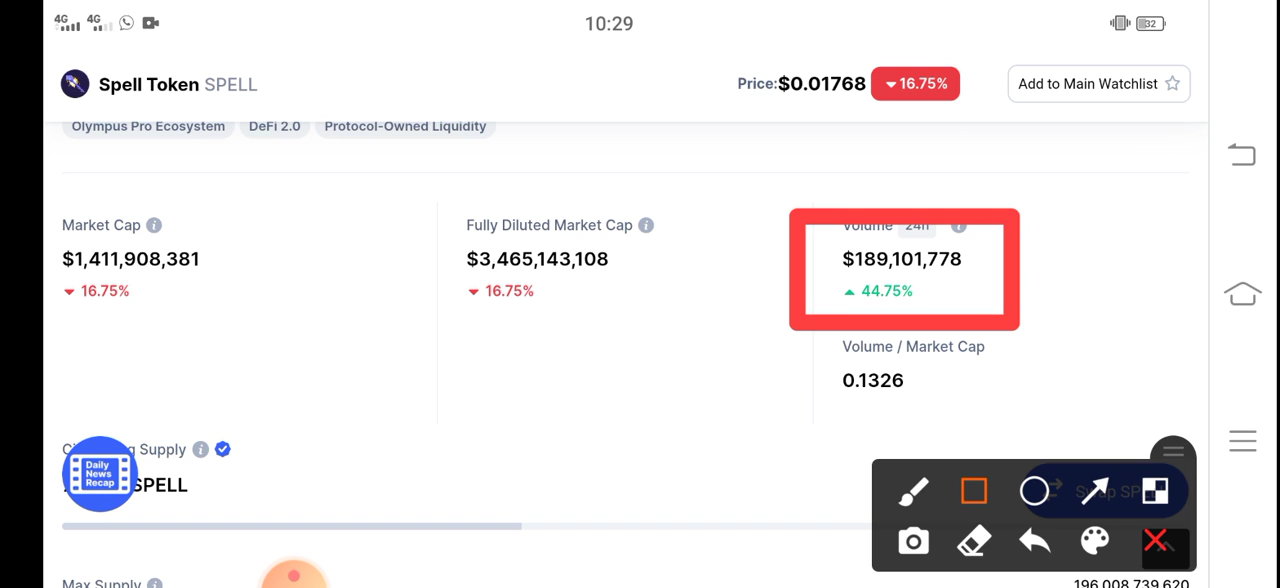 4G 4G 10:29 32
Spell Token SPELL Price:$0.01768 16.75% Add to Main Watchlist
Olympus Pro Ecosystem DeFi 2.0 Protocol-Owned Liquidity
Market Cap Fully Diluted Market Cap Volume 24h
$1,411,908,381 $3,465,143,108 $189,101,778
16.75% 16.75% 44.75%
Volume / Market Cap
0.1326
Supply
Daily
News
Recap
SPELL
Swap
Max Supply 196,008,739,620